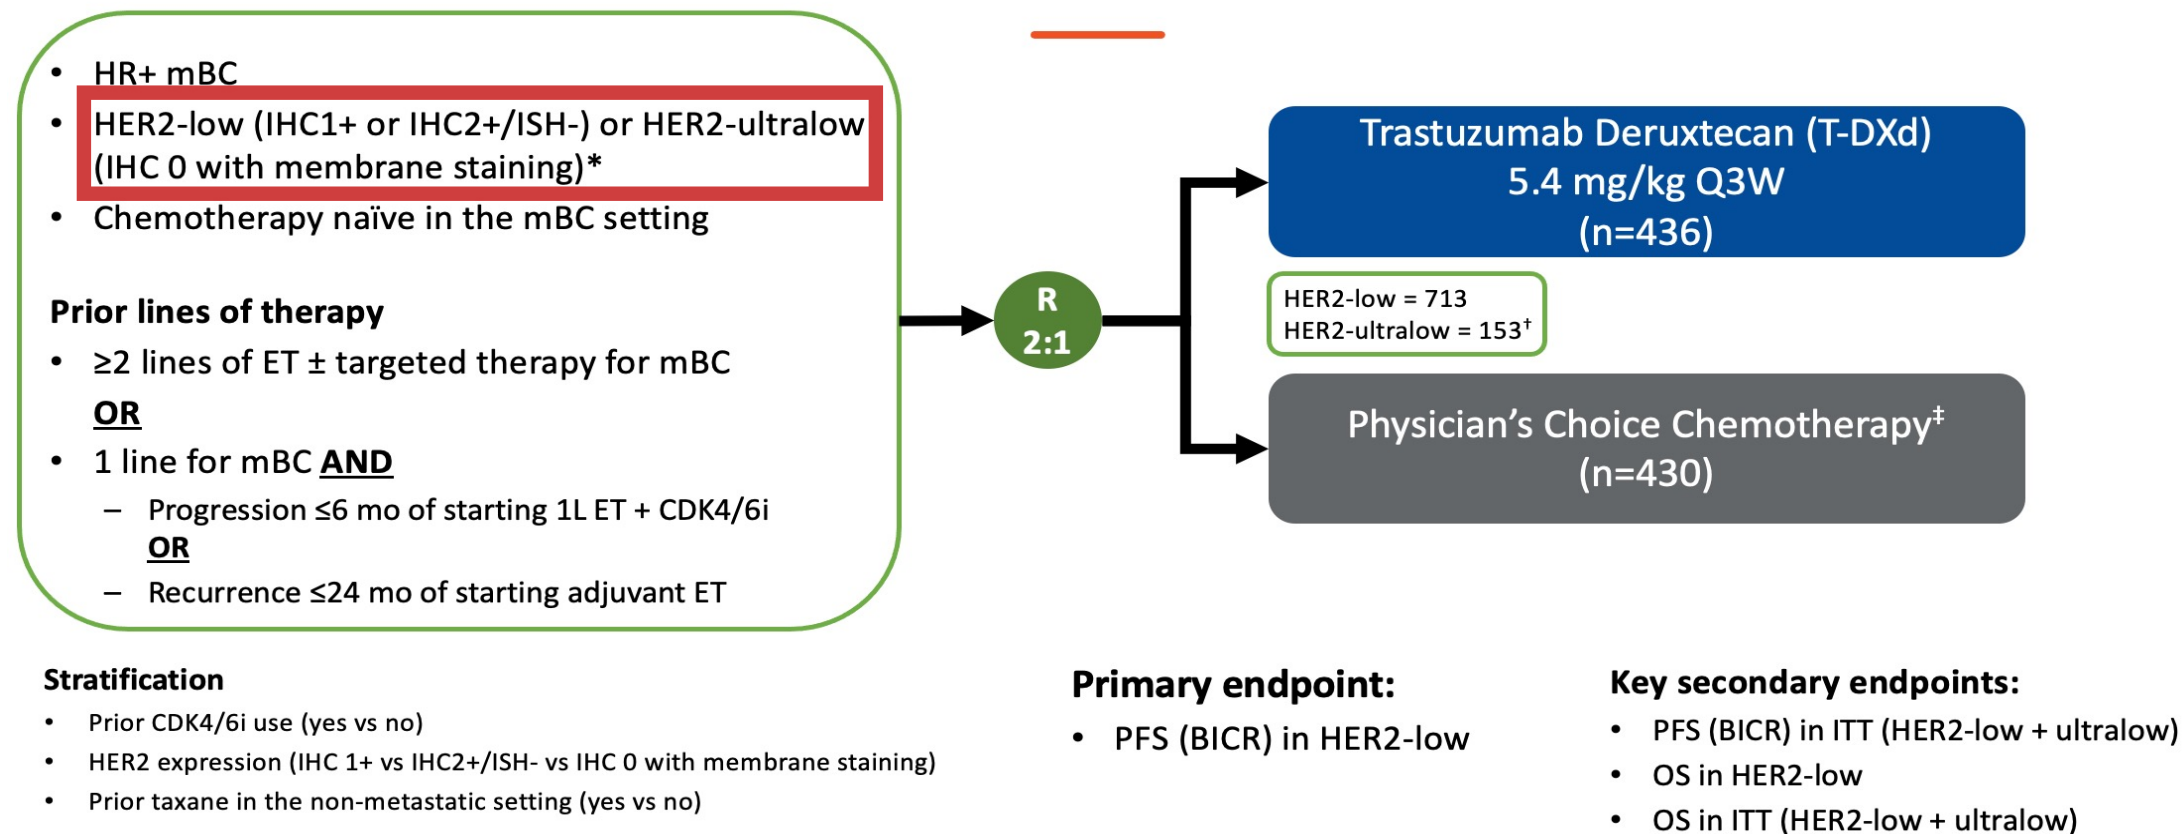 • HR+ mBC
• HER2-low (IHC1+ or IHC2+/ISH-) or HER2-ultralow
(IHC 0 with membrane staining)*
• Chemotherapy naïve in the mBC setting
Prior lines of therapy
• ≥2 lines of ET ± targeted therapy for mBC
OR
• 1 line for mBC AND
– Progression ≤6 mo of starting 1L ET + CDK4/6i
OR
– Recurrence ≤24 mo of starting adjuvant ET
R
2:1
Trastuzumab Deruxtecan (T-DXd)
5.4 mg/kg Q3W
(n=436)
HER2-low = 713
HER2-ultralow = 153†
Physician’s Choice Chemotherapy‡
(n=430)
Stratification
• Prior CDK4/6i use (yes vs no)
• HER2 expression (IHC 1+ vs IHC2+/ISH- vs IHC 0 with membrane staining)
• Prior taxane in the non-metastatic setting (yes vs no)
Primary endpoint:
• PFS (BICR) in HER2-low
Key secondary endpoints:
• PFS (BICR) in ITT (HER2-low + ultralow)
• OS in HER2-low
• OS in ITT (HER2-low + ultralow)